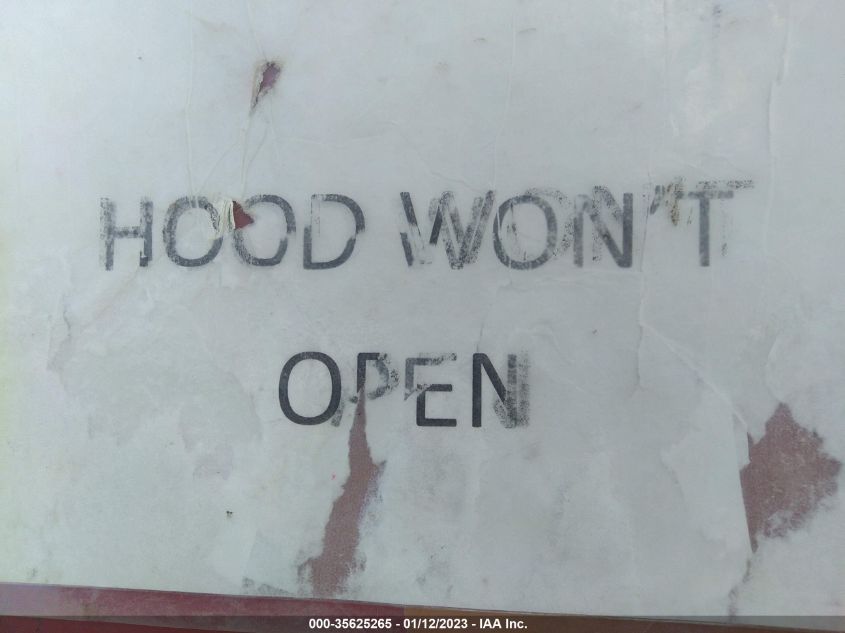 HOOD WON'T
OPEN
000-35625265 - 01/12/2023 - IAA Inc.